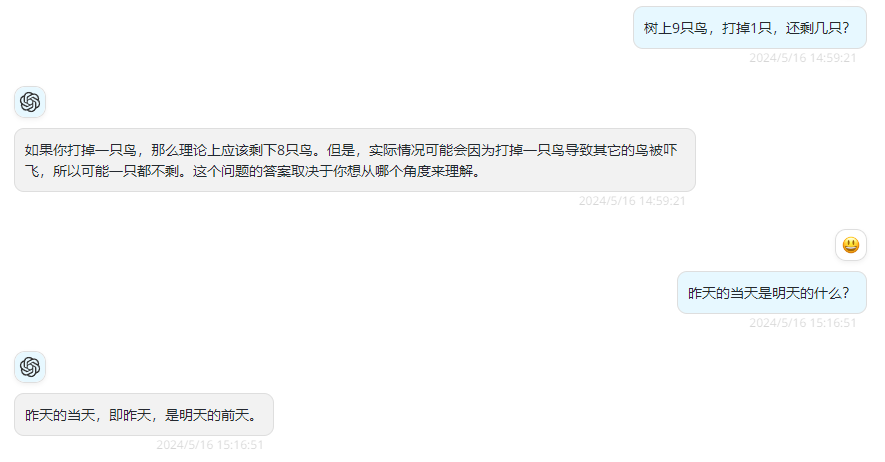 树上9只鸟，打掉1只，还剩几只？
2024/5/16 14:59:21
如果你打掉一只鸟，那么理论上应该剩下8只鸟。但是，实际情况可能会因为打掉一只鸟导致其它的鸟被吓
飞，所以可能一只都不剩。这个问题的答案取决于你想从哪个角度来理解。
2024/5/16 14:59:21
昨天的当天是明天的什么？
2024/5/16 15:16:51
昨天的当天，即昨天，是明天的前天。
2024/5/16 15:16:51